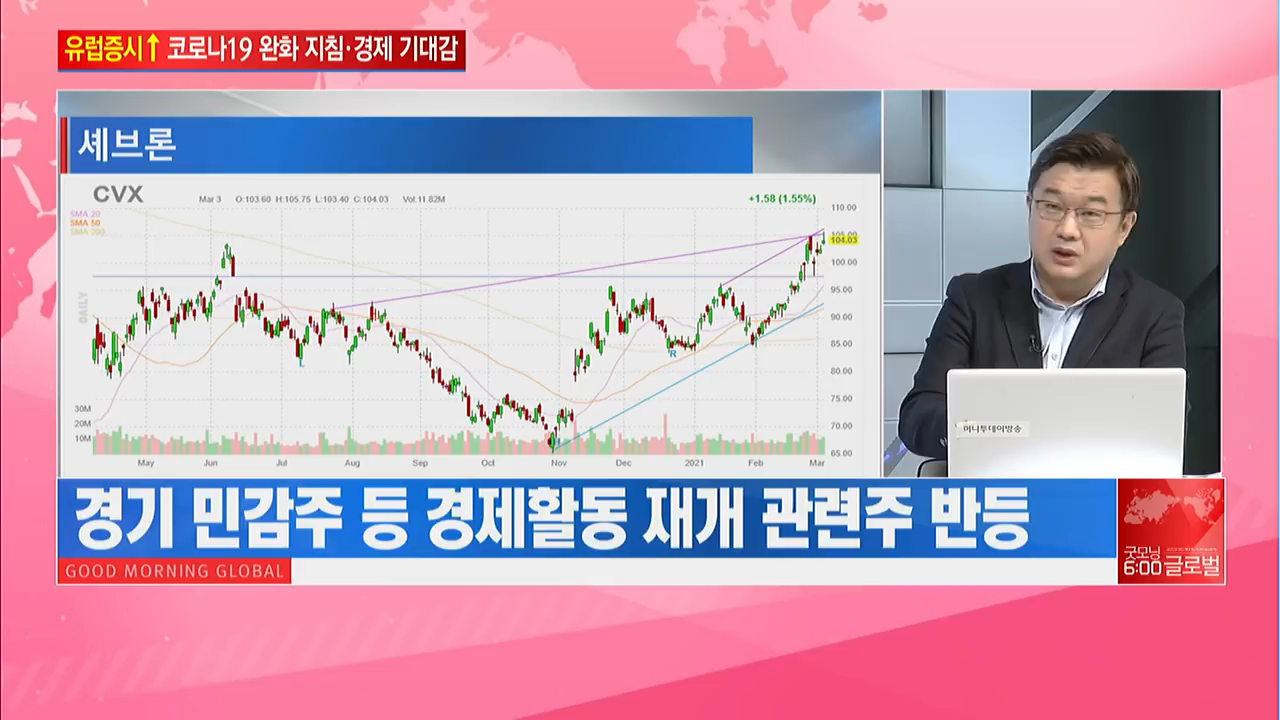 유럽증시↑ 코로나19 완화 지침·경제 기대감
셰브론
CVX
Mar 3 O:103.60 H:105.75 L:103.40 C:104.03 Vol:11.82M
+1.58 (1.55%)
SMA 20
SMA 50
SMA 200
DAILY
110.00
105.00
104.03
100.00
95.00
90.00
85.00
80.00
75.00
70.00
65.00
30M
20M
10M
L
R
May Jun Jul Aug Sep Oct Nov Dec 2021 Feb Mar
머니투데이방송
경기 민감주 등 경제활동 재개 관련주 반등
GOOD MORNING GLOBAL
굿모닝
6:00 글로벌